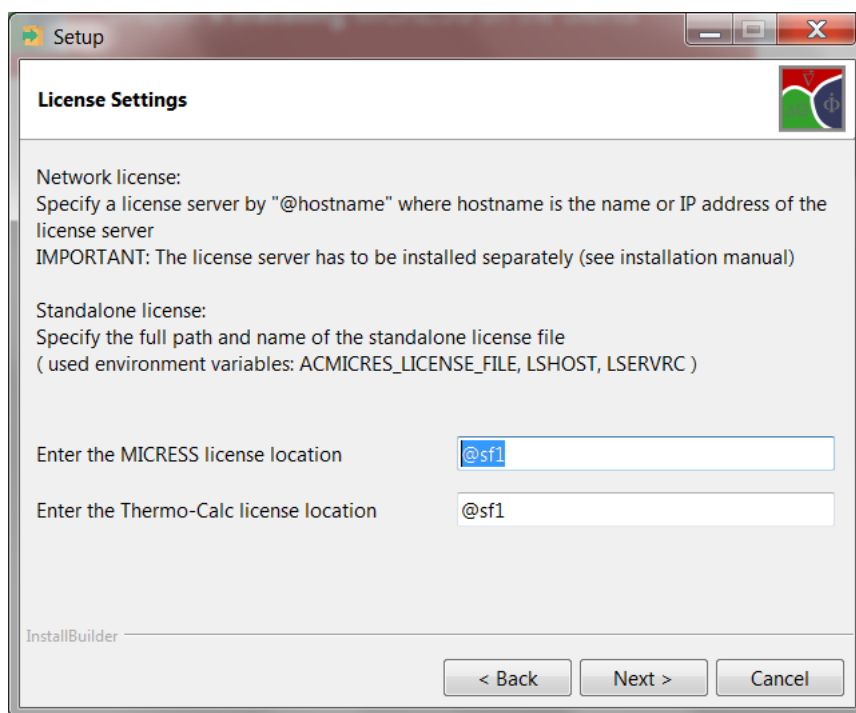 Setup
License Settings
Network license:
Specify a license server by "@hostname" where hostname is the name or IP address of the
license server
IMPORTANT: The license server has to be installed separately (see installation manual)
Standalone license:
Specify the full path and name of the standalone license file
( used environment variables: ACMICRES_LICENSE_FILE, LSHOST, LSERVRC )
Enter the MICRESS license location
@sf1
Enter the Thermo-Calc license location
@sf1
InstallBuilder
< Back
Next >
Cancel